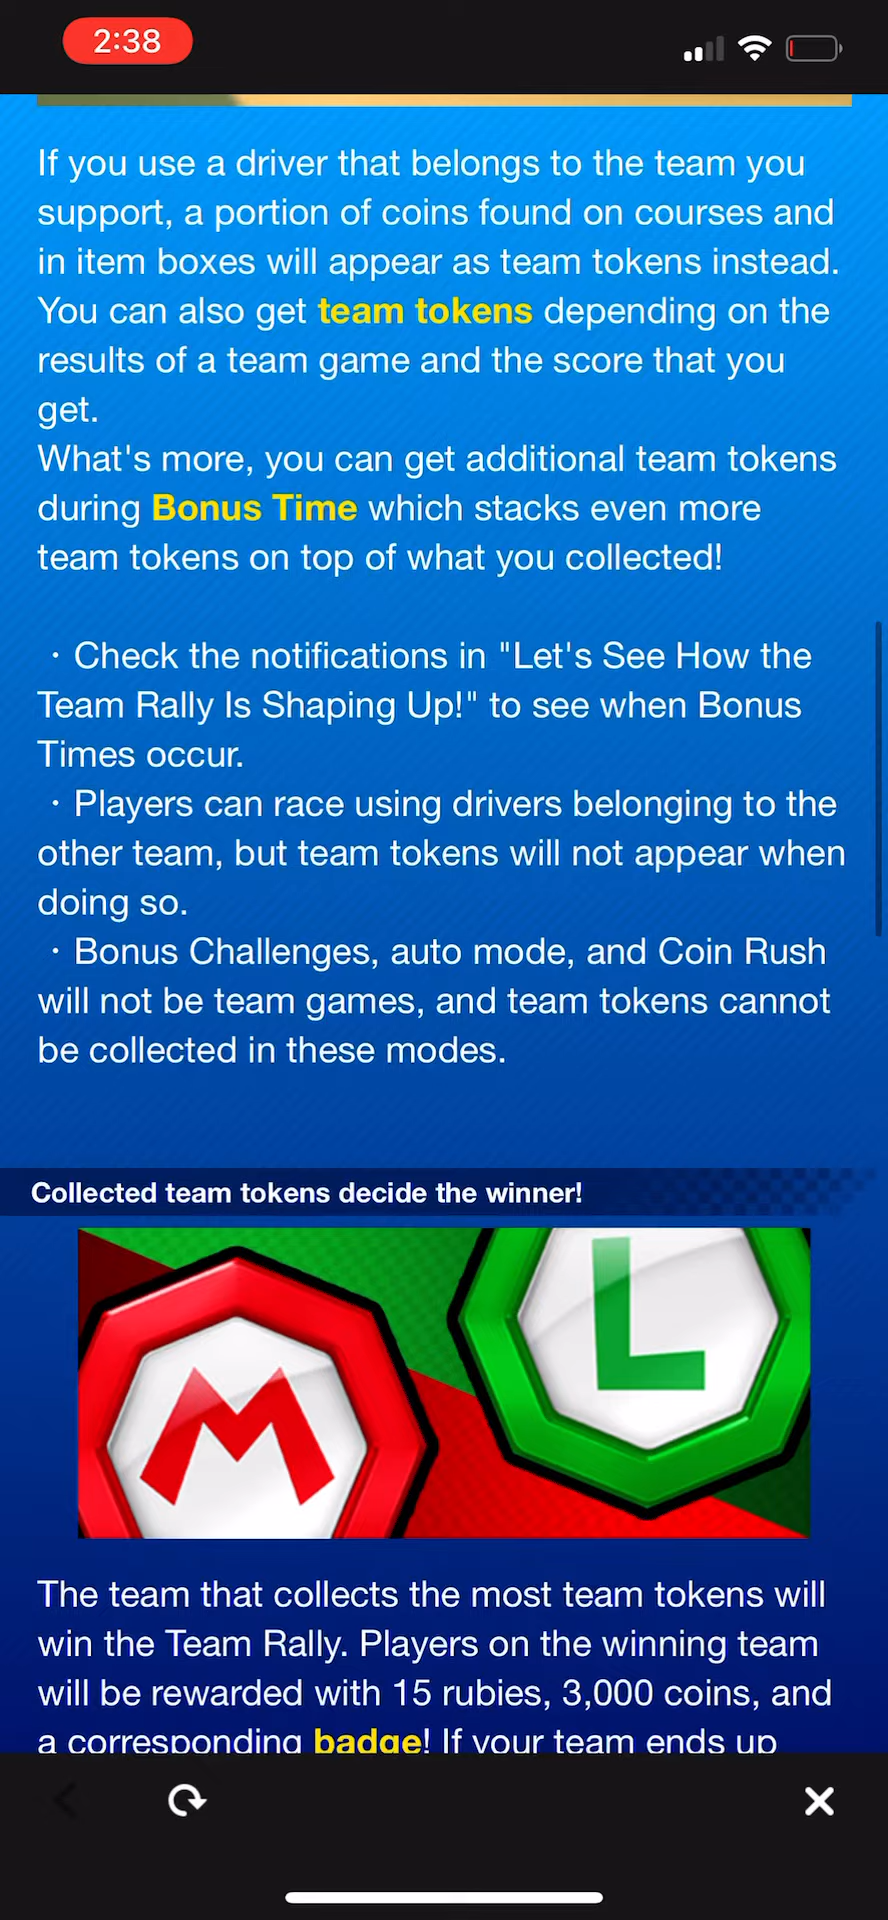 2:38
If you use a driver that belongs to the team you
support, a portion of coins found on courses and
in item boxes will appear as team tokens instead.
You can also get team tokens depending on the
results of a team game and the score that you
get.
What's more, you can get additional team tokens
during Bonus Time which stacks even more
team tokens on top of what you collected!
・Check the notifications in "Let's See How the
Team Rally Is Shaping Up!" to see when Bonus
Times occur.
・Players can race using drivers belonging to the
other team, but team tokens will not appear when
doing so.
・Bonus Challenges, auto mode, and Coin Rush
will not be team games, and team tokens cannot
be collected in these modes.
Collected team tokens decide the winner!
M
L
The team that collects the most team tokens will
win the Team Rally. Players on the winning team
will be rewarded with 15 rubies, 3,000 coins, and
a corresponding badge! If your team ends up